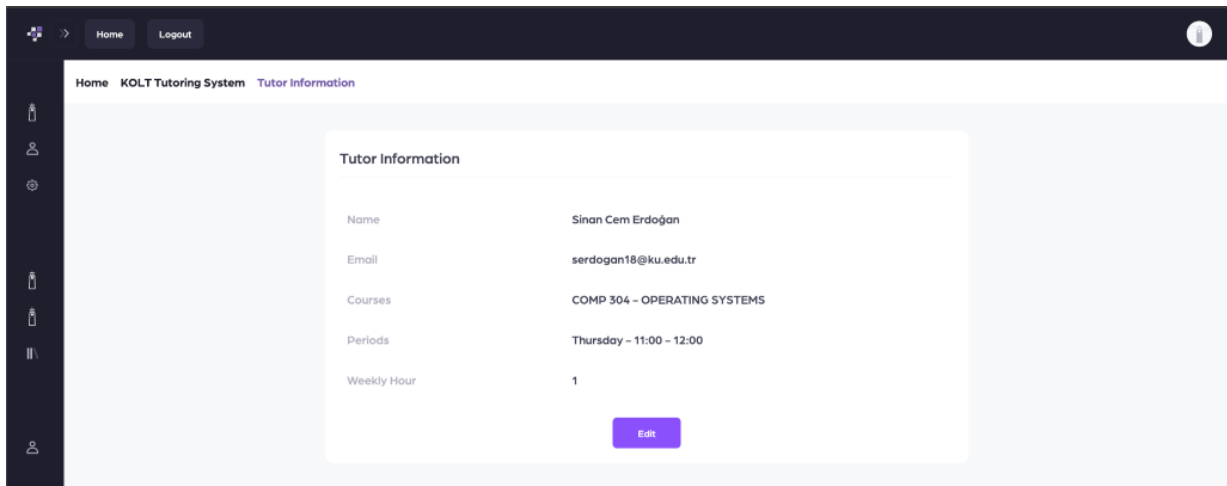 Home Logout
Home KOLT Tutoring System Tutor Information
Tutor Information
Name Sinan Cem Erdoğan
Email serdogan18@ku.edu.tr
Courses COMP 304 - OPERATING SYSTEMS
Periods Thursday - 11:00 - 12:00
Weekly Hour 1
Edit